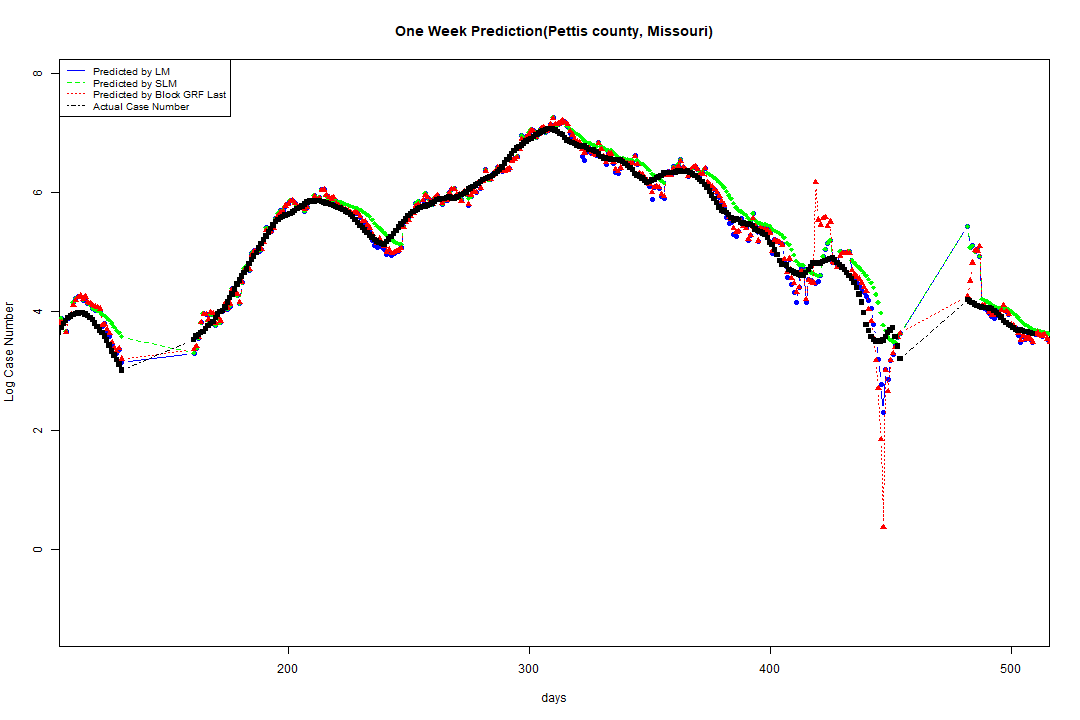 One Week Prediction(Pettis county, Missouri)
Predicted by LM
Predicted by SLM
Predicted by Block GRF Last
Actual Case Number
8
6
4
2
0
Log Case Number
200
300
400
500
days